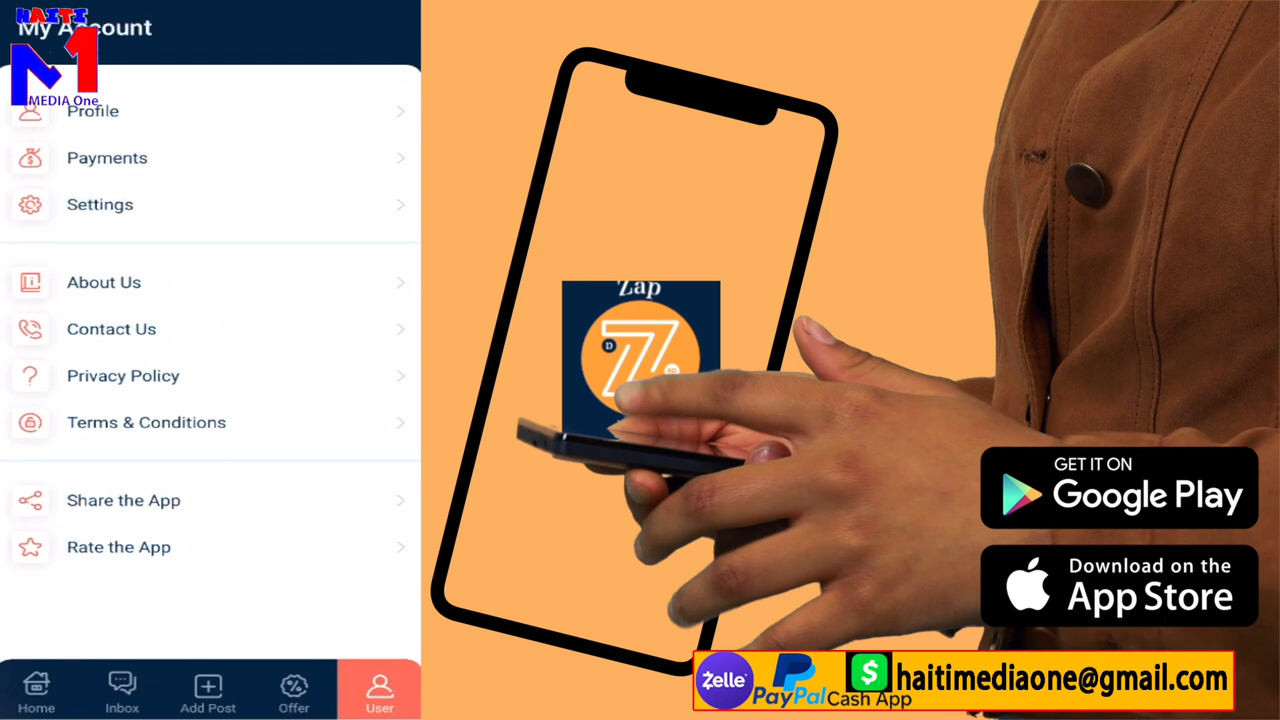 HAITI
My Account
M1
MEDIA One
Profile
Payments
Settings
About Us
Contact Us
Privacy Policy
Terms & Conditions
Share the App
Rate the App
Home
Inbox
Add Post
Offer
User
Zap
D
GET IT ON
Google Play
Download on the
App Store
Zelle
PayPal
$
Cash App
haitimediaone@gmail.com